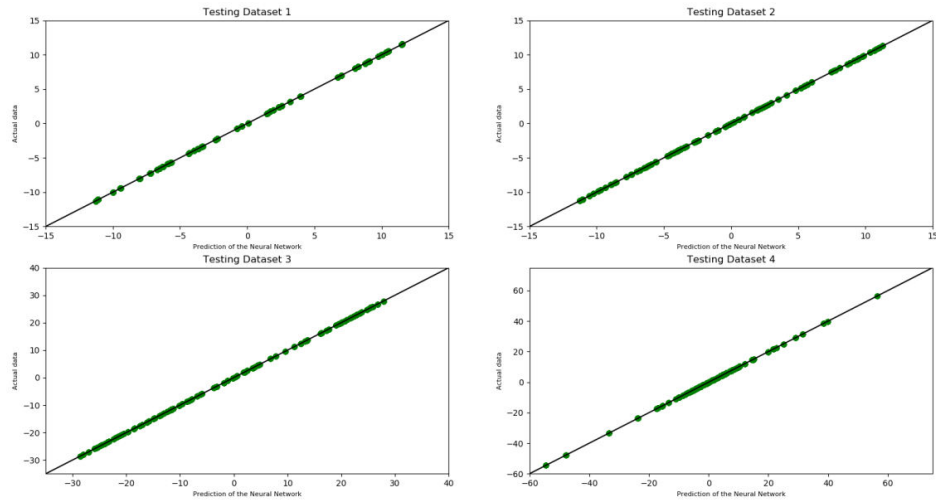 Testing Dataset 1
15
10
5
0
−5
−10
−15
Actual data
−15 −10 −5 0 5 10 15
Prediction of the Neural Network
Testing Dataset 2
15
10
5
0
−5
−10
−15
Actual data
−15 −10 −5 0 5 10 15
Prediction of the Neural Network
Testing Dataset 3
40
30
20
10
0
−10
−20
−30
Actual data
−30 −20 −10 0 10 20 30 40
Prediction of the Neural Network
Testing Dataset 4
60
40
20
0
−20
−40
−60
Actual data
−60 −40 −20 0 20 40 60
Prediction of the Neural Network